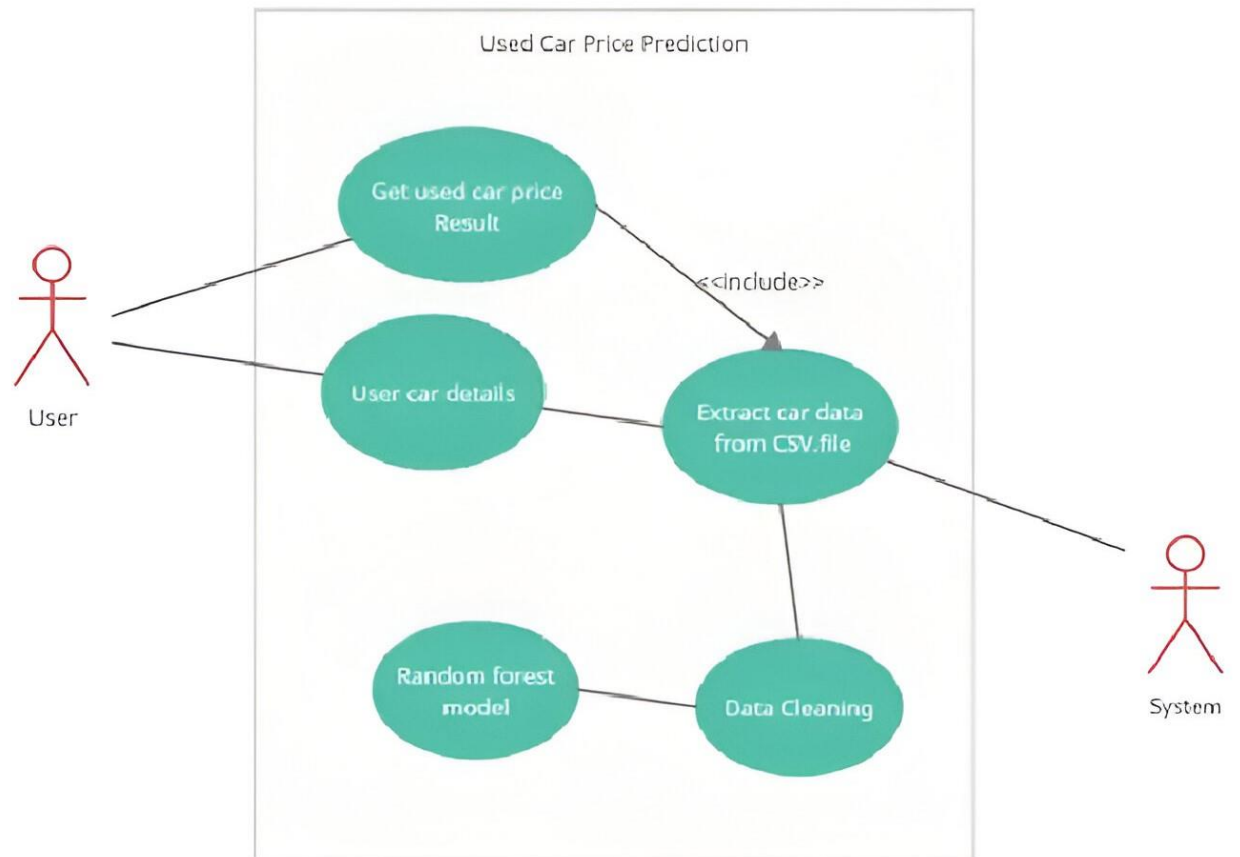 Used Car Price Prediction
Get used car price
Result
<<include>>
User car details
Extract car data
from CSV.file
User
Random forest
model
Data Cleaning
System